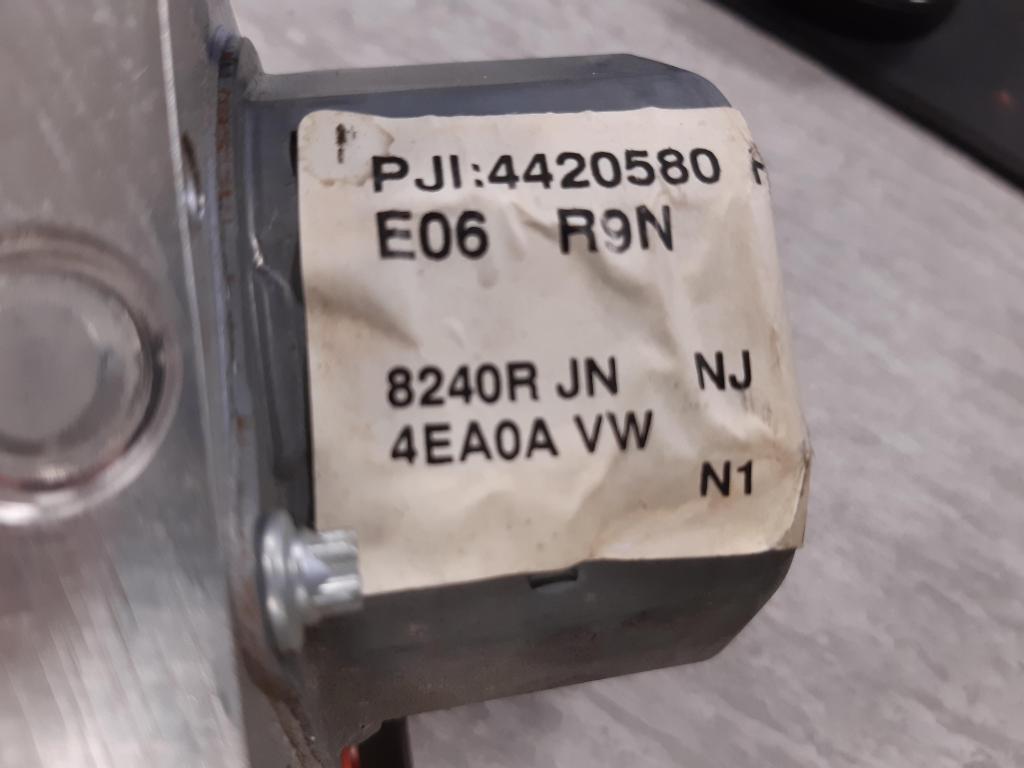 PJI:4420580
E06 R9N
8240R JN NJ
4EA0A VW
N1